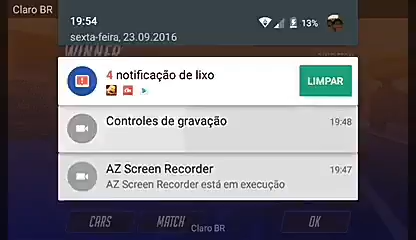 Claro BR
19:54
13%
sexta-feira, 23.09.2016
WINNER
4 notificação de lixo
LIMPAR
Controles de gravação
19:48
AZ Screen Recorder
19:47
AZ Screen Recorder está em execução
CARS
MATCH
Claro BR
OK